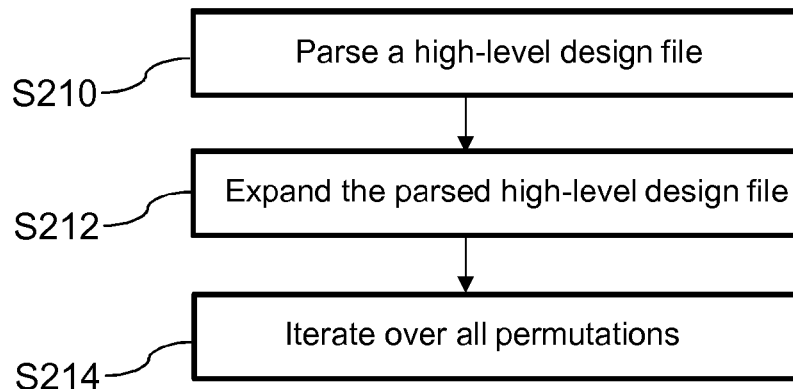 Parse a high-level design file
S210
Expand the parsed high-level design file
S212
Iterate over all permutations
S214